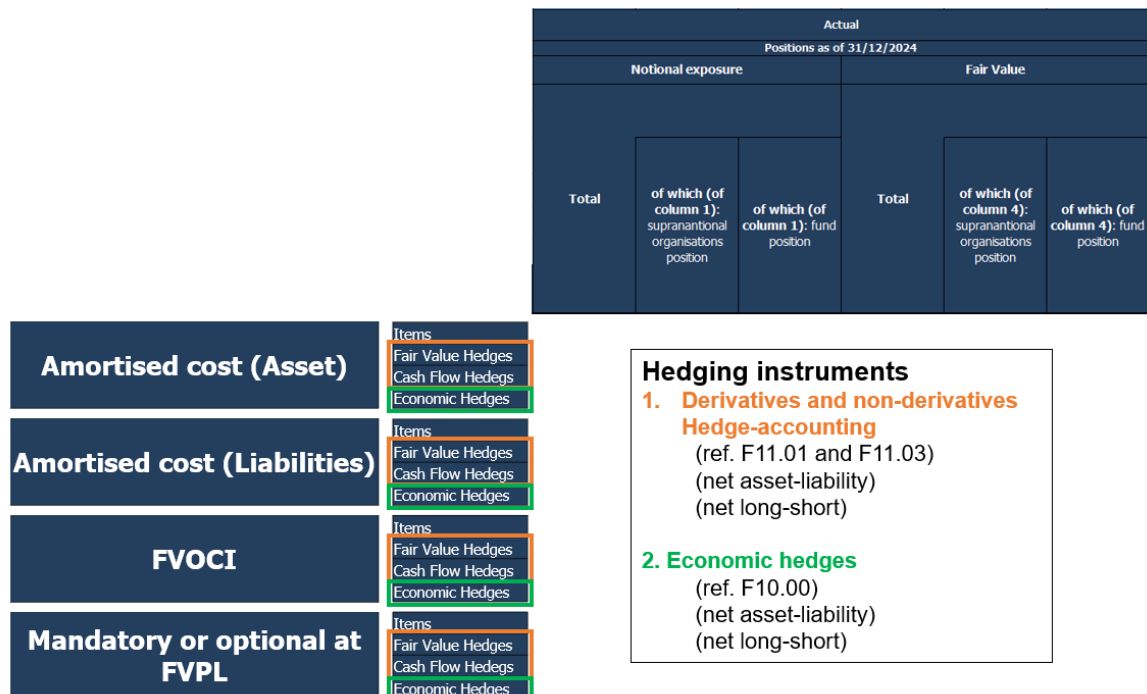 Actual
Positions as of 31/12/2024
Notional exposure
Fair Value
Total
of which (of
column 1):
supranantional
organisations
position
of which (of
column 1): fund
position
Total
of which (of
column 4):
supranantional
organisations
position
of which (of
column 4): fund
position
Amortised cost (Asset)
Items
Fair Value Hedges
Cash Flow Hedegs
Economic Hedges
Amortised cost (Liabilities)
Items
Fair Value Hedges
Cash Flow Hedegs
Economic Hedges
FVOCI
Items
Fair Value Hedges
Cash Flow Hedegs
Economic Hedges
Mandatory or optional at
FVPL
Items
Fair Value Hedges
Cash Flow Hedegs
Economic Hedges
Hedging instruments
1. Derivatives and non-derivatives
Hedge-accounting
(ref. F11.01 and F11.03)
(net asset-liability)
(net long-short)
2. Economic hedges
(ref. F10.00)
(net asset-liability)
(net long-short)